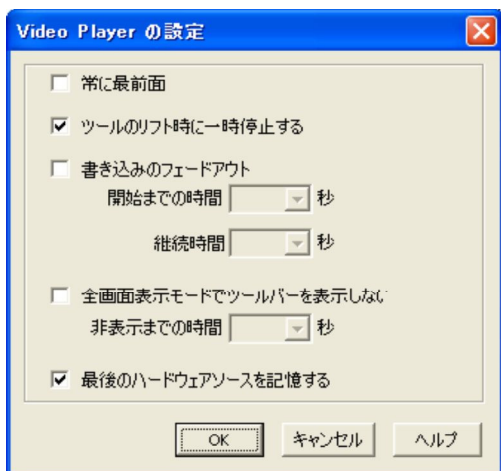 Video Player の設定
常に最前面
ツールのリフト時に一時停止する
書き込みのフェードアウト
開始までの時間 秒
継続時間 秒
全画面表示モードでツールバーを表示しない
非表示までの時間 秒
最後のハードウェアソースを記憶する
OK キャンセル ヘルプ